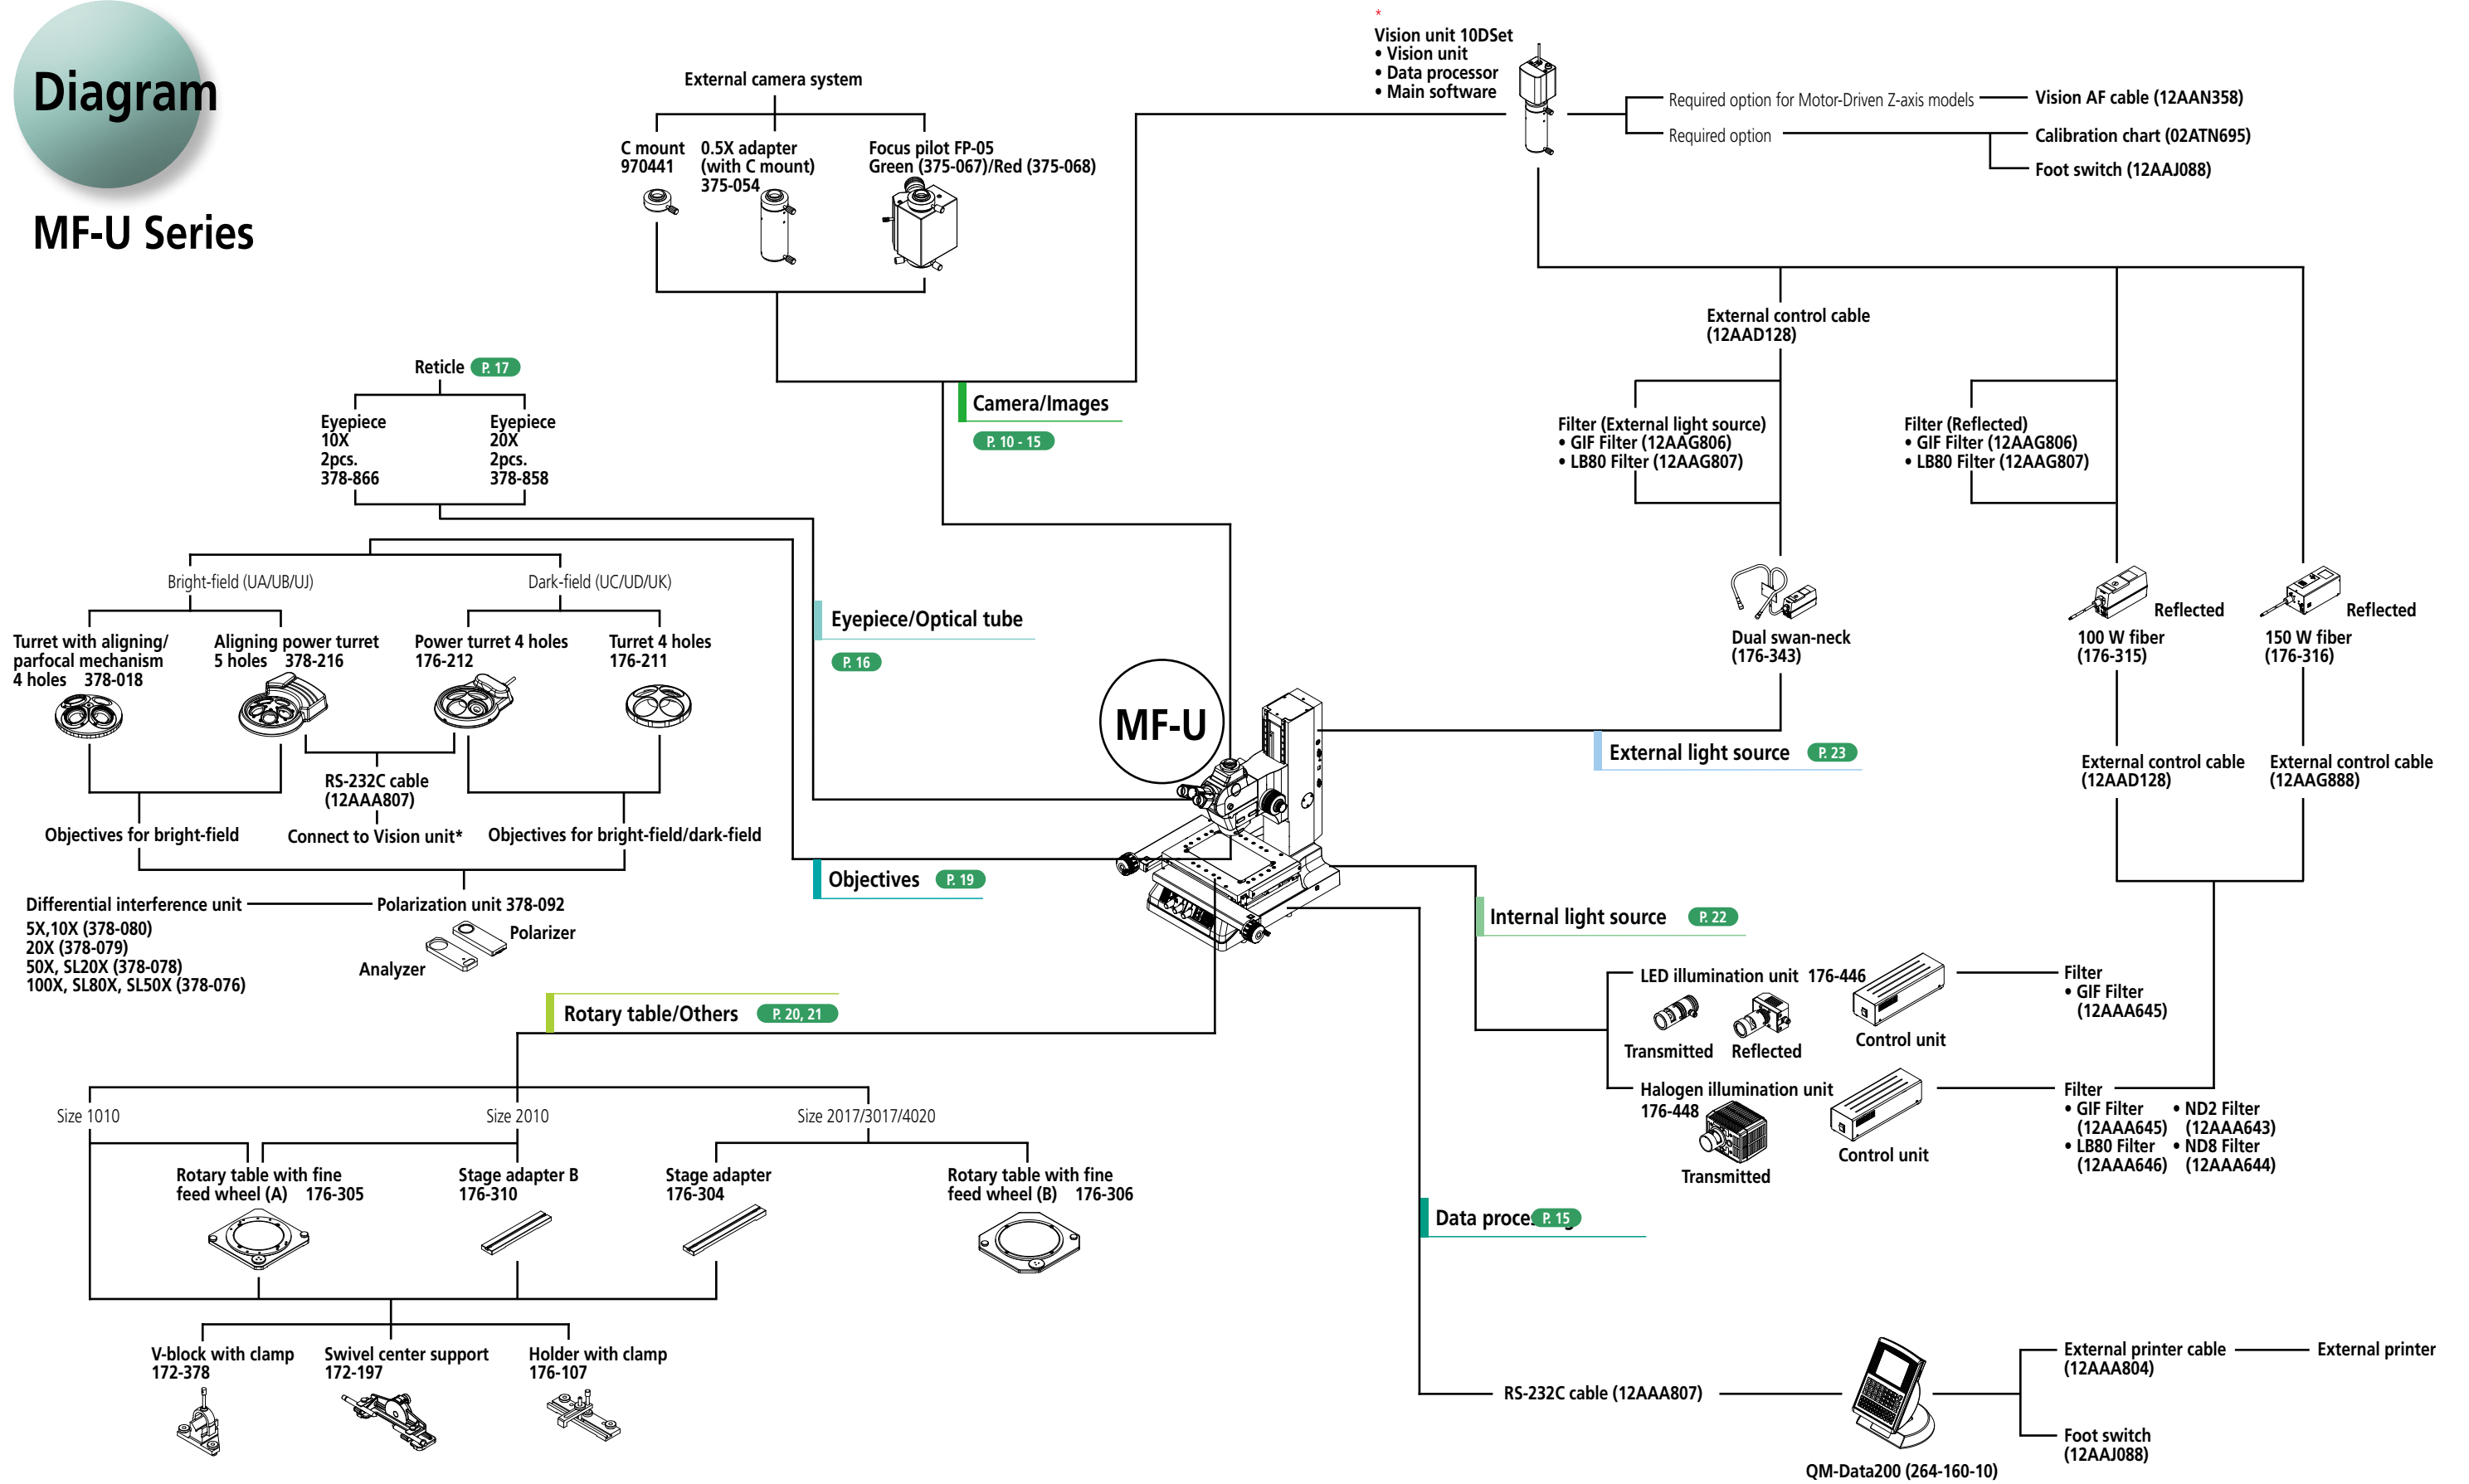 Diagram
MF-U Series
External camera system
C mount
970441
0.5X adapter
(with C mount)
375-054
Focus pilot FP-05
Green (375-067)/Red (375-068)
*
Vision unit 10DSet
• Vision unit
• Data processor
• Main software
Required option for Motor-Driven Z-axis models
Vision AF cable (12AAN358)
Required option
Calibration chart (02ATN695)
Foot switch (12AAJ088)
External control cable
(12AAD128)
Reticle P. 17
Eyepiece
10X
2pcs.
378-866
Eyepiece
20X
2pcs.
378-858
Camera/Images
P. 10 - 15
Filter (External light source)
• GIF Filter (12AAG806)
• LB80 Filter (12AAG807)
Filter (Reflected)
• GIF Filter (12AAG806)
• LB80 Filter (12AAG807)
Bright-field (UA/UB/UJ)
Dark-field (UC/UD/UK)
Turret with aligning/
parfocal mechanism
4 holes 378-018
Aligning power turret
5 holes 378-216
Power turret 4 holes
176-212
Turret 4 holes
176-211
Eyepiece/Optical tube
P. 16
Dual swan-neck
(176-343)
Reflected
100 W fiber
(176-315)
Reflected
150 W fiber
(176-316)
MF-U
External light source P. 23
External control cable
(12AAD128)
External control cable
(12AAG888)
RS-232C cable
(12AAA807)
Objectives for bright-field
Connect to Vision unit*
Objectives for bright-field/dark-field
Objectives P. 19
Differential interference unit
5X,10X (378-080)
20X (378-079)
50X, SL20X (378-078)
100X, SL80X, SL50X (378-076)
Polarization unit 378-092
Polarizer
Analyzer
Internal light source P. 22
LED illumination unit 176-446
Transmitted
Reflected
Control unit
Filter
• GIF Filter
(12AAA645)
Halogen illumination unit
176-448
Transmitted
Control unit
Filter
• GIF Filter
(12AAA645)
• LB80 Filter
(12AAA646)
• ND2 Filter
(12AAA643)
• ND8 Filter
(12AAA644)
Rotary table/Others P. 20, 21
Size 1010
Size 2010
Size 2017/3017/4020
Rotary table with fine
feed wheel (A) 176-305
Stage adapter B
176-310
Stage adapter
176-304
Rotary table with fine
feed wheel (B) 176-306
Data P. 15
V-block with clamp
172-378
Swivel center support
172-197
Holder with clamp
176-107
RS-232C cable (12AAA807)
QM-Data200 (264-160-10)
External printer cable
(12AAA804)
External printer
Foot switch
(12AAJ088)